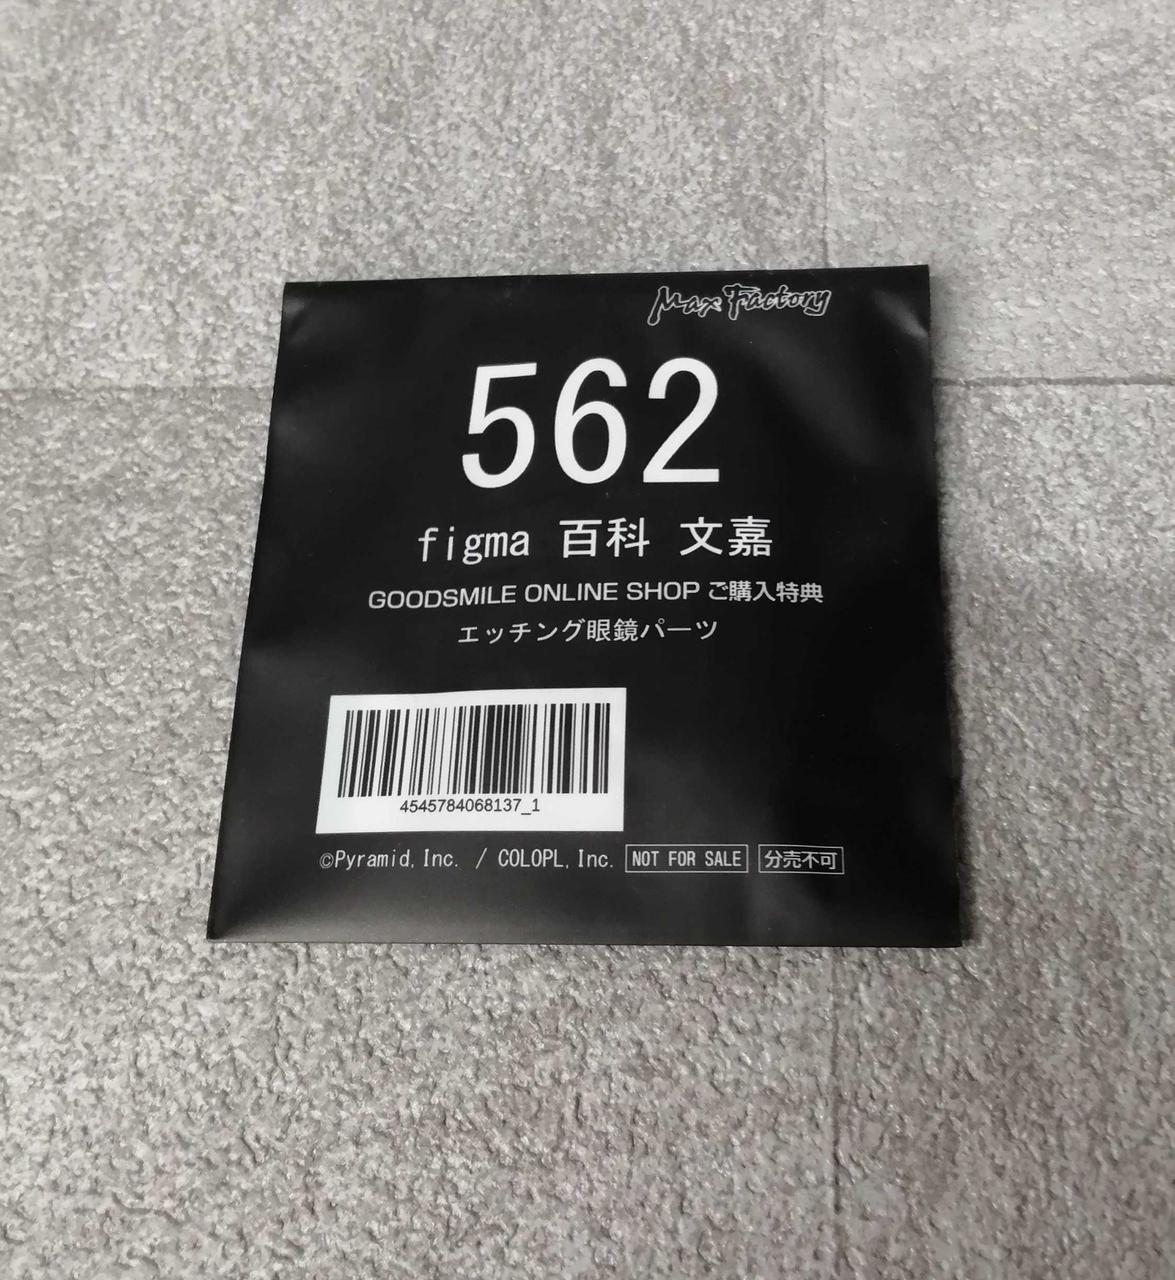 Max Factory
562
figma 百科 文嘉
GOODSMILE ONLINE SHOP ご購入特典
エッチング眼鏡パーツ
4545784068137_1
©Pyramid,Inc. / COLOPL,Inc. NOT FOR SALE 分売不可